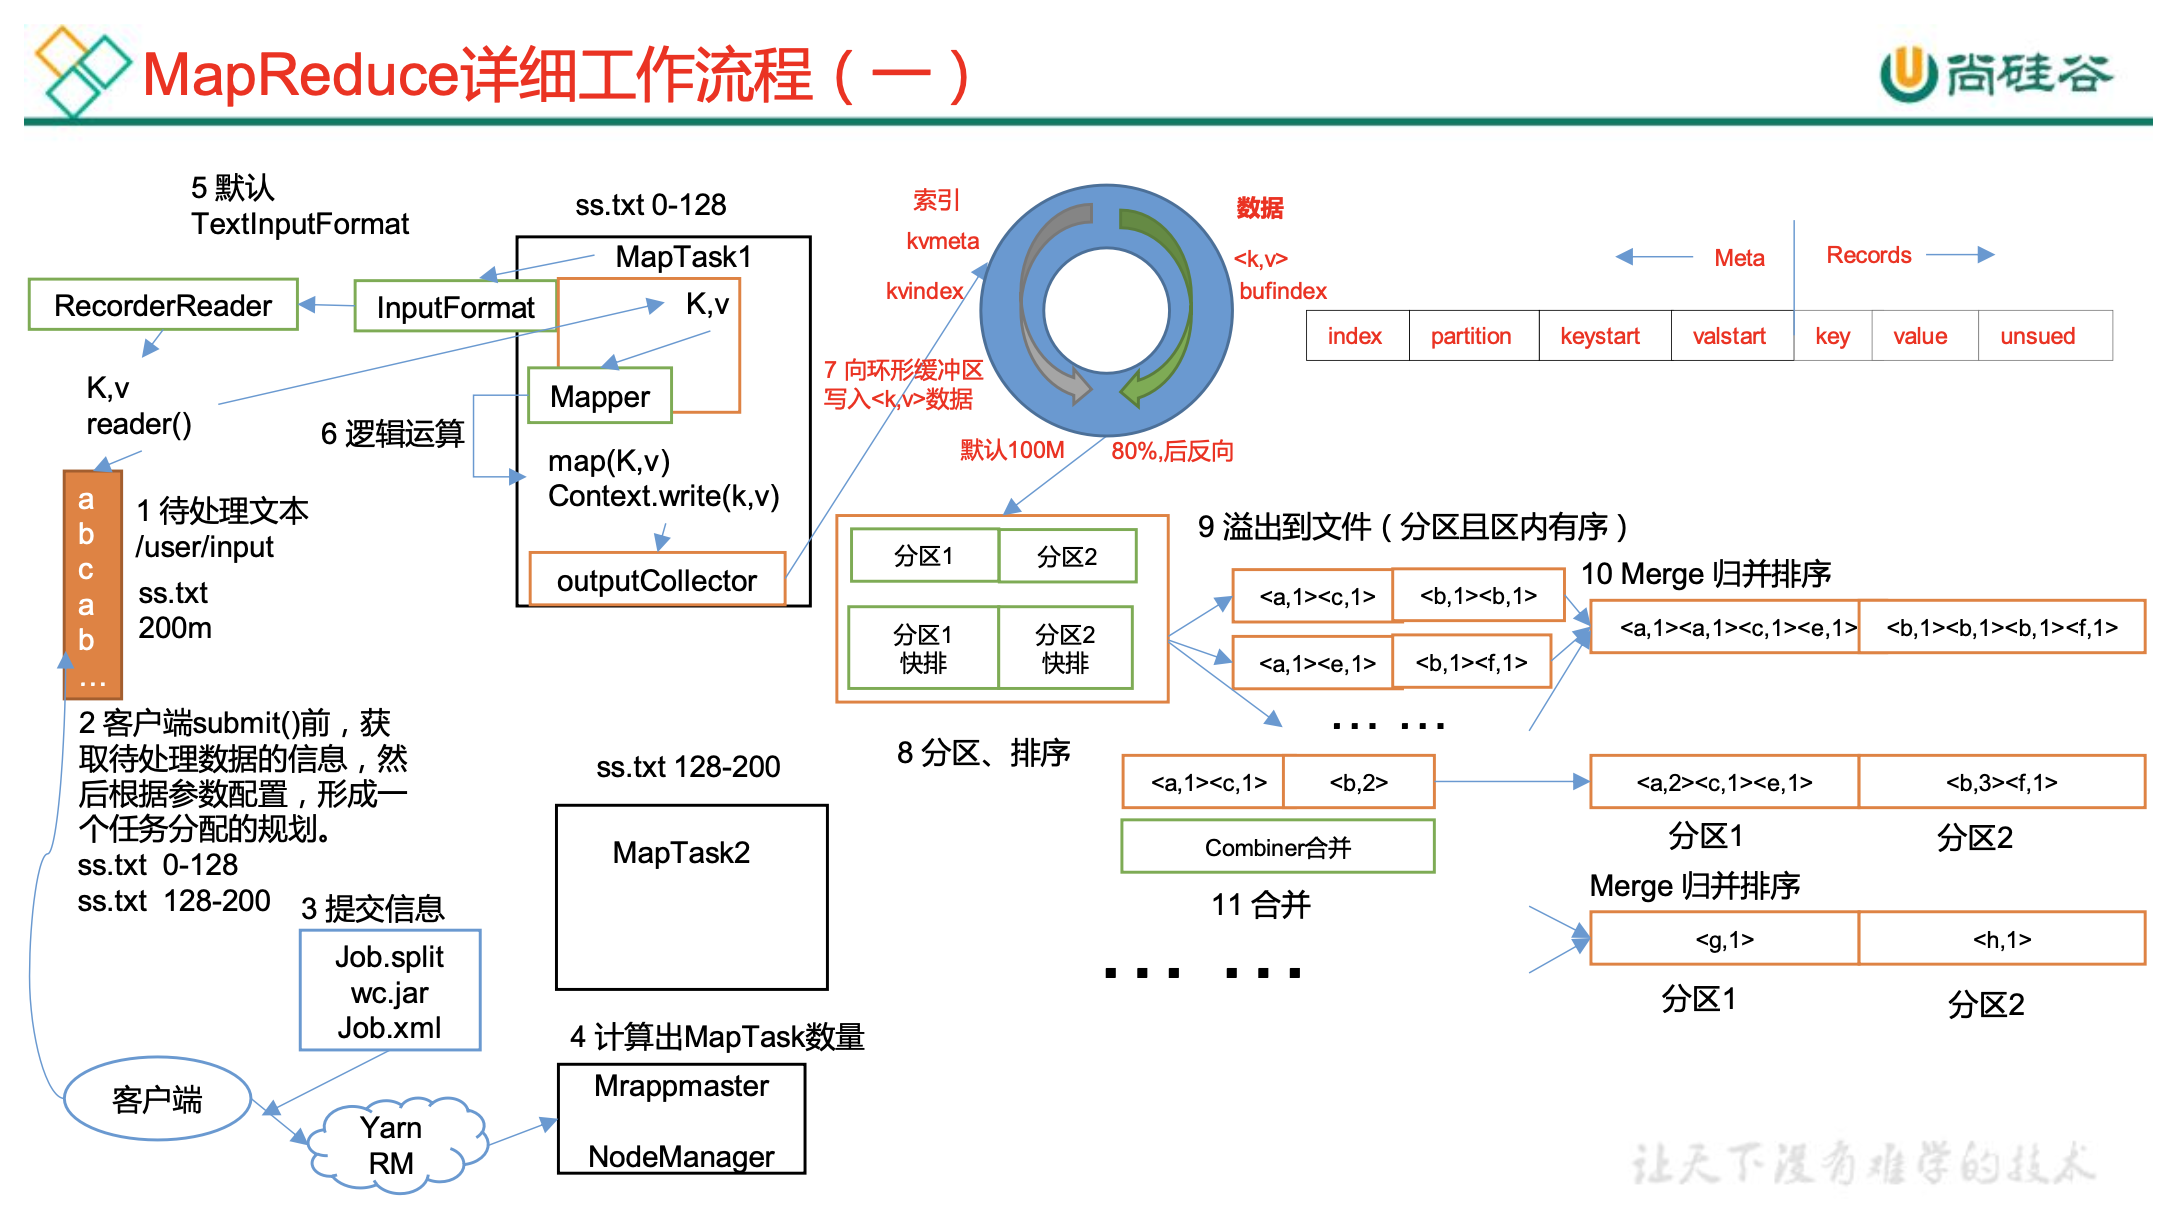 MapReduce详细工作流程（一）
尚硅谷
5 默认
TextInputFormat
RecorderReader
InputFormat
K,v
reader()
a
b
c
a
b
...
1 待处理文本
/user/input
ss.txt
200m
2 客户端submit()前，获
取待处理数据的信息，然
后根据参数配置，形成一
个任务分配的规划。
ss.txt 0-128
ss.txt 128-200
3 提交信息
Job.split
wc.jar
Job.xml
客户端
Yarn
RM
4 计算出MapTask数量
Mrappmaster
NodeManager
ss.txt 0-128
MapTask1
K,v
Mapper
6 逻辑运算
map(K,v)
Context.write(k,v)
outputCollector
ss.txt 128-200
MapTask2
7 向环形缓冲区
写入<k,v>数据
索引
kvmeta
kvindex
数据
<k,v>
bufindex
默认100M
80%,后反向
Meta
Records
index partition keystart valstart key value unsued
分区1 分区2
分区1 分区2
快排 快排
8 分区、排序
9 溢出到文件（分区且区内有序）
<a,1><c,1> <b,1><b,1>
<a,1><e,1> <b,1><f,1>
... ...
10 Merge 归并排序
<a,1><a,1><c,1><e,1> <b,1><b,1><b,1><f,1>
<a,1><c,1> <b,2>
Combiner合并
11 合并
<a,2><c,1><e,1> <b,3><f,1>
分区1 分区2
Merge 归并排序
<g,1> <h,1>
分区1 分区2
... ...
让天下没有难学的技术